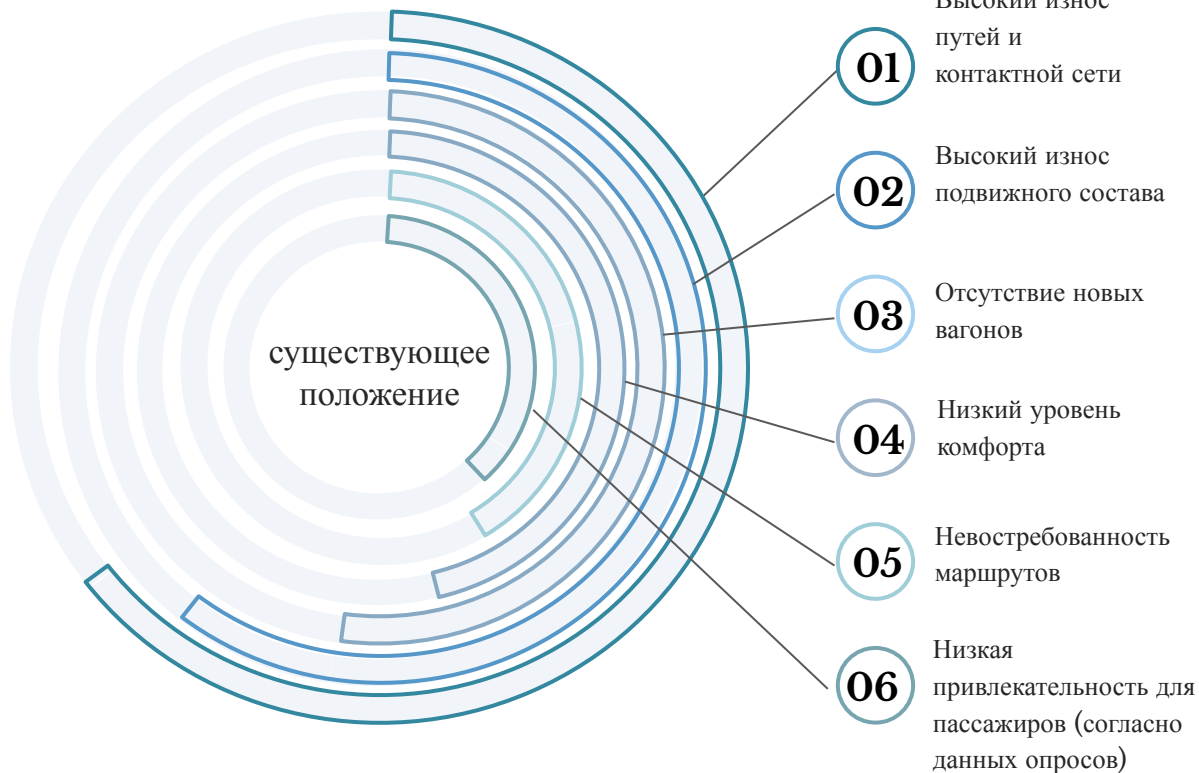 01
Высокий износ
путей и
контактной сети
02
Высокий износ
подвижного состава
03
Отсутствие новых
вагонов
существующее
положение
04
Низкий уровень
комфорта
05
Невостребованность
маршрутов
06
Низкая
привлекательность для
пассажиров (согласно
данных опросов)